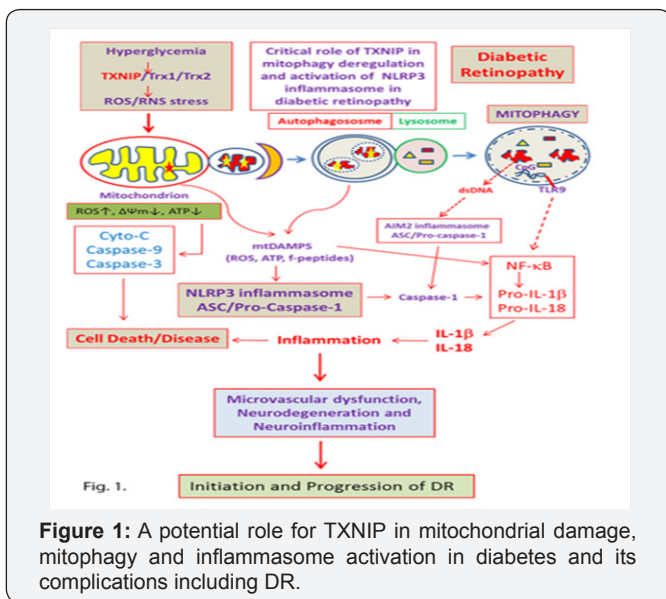 Hyperglycemia
TXNIP/Trx1/Trx2
ROS/RNS stress
Critical role of TXNIP in
mitophagy deregulation
and activation of NLRP3
inflammasome in
diabetic retinopathy
Diabetic
Retinopathy
Autophagososme
Lysosome
MITOPHAGY
Mitochondrion
CpG
TLR9
dsDNA
ROS↑, ΔΨm↓, ATP↓
AIM2 inflammasome
ASC/Pro-caspase-1
Cyto-C
Caspase-9
Caspase-3
mtDAMPS
(ROS, ATP, f-peptides)
NF-κB
NLRP3 inflammasome
ASC/Pro-Caspase-1
Caspase-1
Pro-IL-1β
Pro-IL-18
Cell Death/Disease
Inflammation
IL-1β
IL-18
Microvascular dysfunction,
Neurodegeneration and
Neuroinflammation
Fig. 1.
Initiation and Progression of DR
Figure 1: A potential role for TXNIP in mitochondrial damage,
mitophagy and inflammasome activation in diabetes and its
complications including DR.